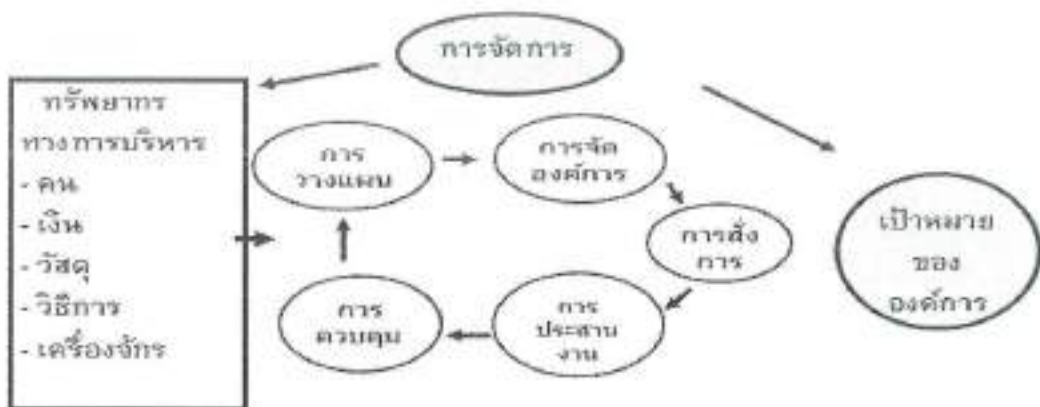 การจัดการ
ทรัพยากร
ทางการบริหาร
- คน
- เงิน
- วัสดุ
- วิธีการ
- เครื่องจักร
การ
วางแผน
การจัด
องค์การ
การสั่ง
การ
การ
ประสาน
งาน
การ
ควบคุม
เป้าหมาย
ของ
องค์การ